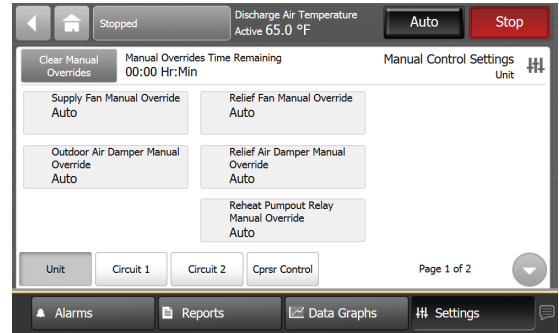 Stopped
Discharge Air Temperature
Active 65.0 °F
Auto
Stop
Clear Manual
Overrides
Manual Overrides Time Remaining
00:00 Hr:Min
Manual Control Settings
Unit
Supply Fan Manual Override
Auto
Relief Fan Manual Override
Auto
Outdoor Air Damper Manual
Override
Auto
Relief Air Damper Manual
Override
Auto
Reheat Pumpout Relay
Manual Override
Auto
Unit
Circuit 1
Circuit 2
Cprsr Control
Page 1 of 2
Alarms
Reports
Data Graphs
Settings